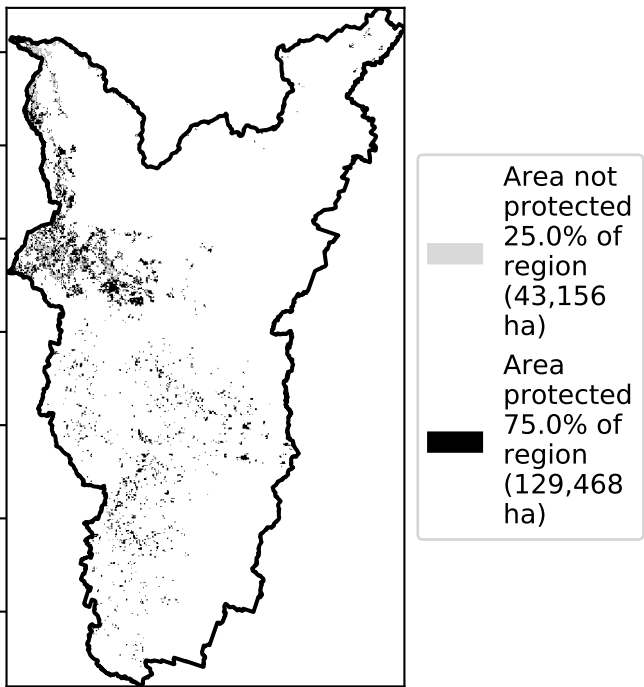 Area not
protected
25.0% of
region
(43,156
ha)
Area
protected
75.0% of
region
(129,468
ha)